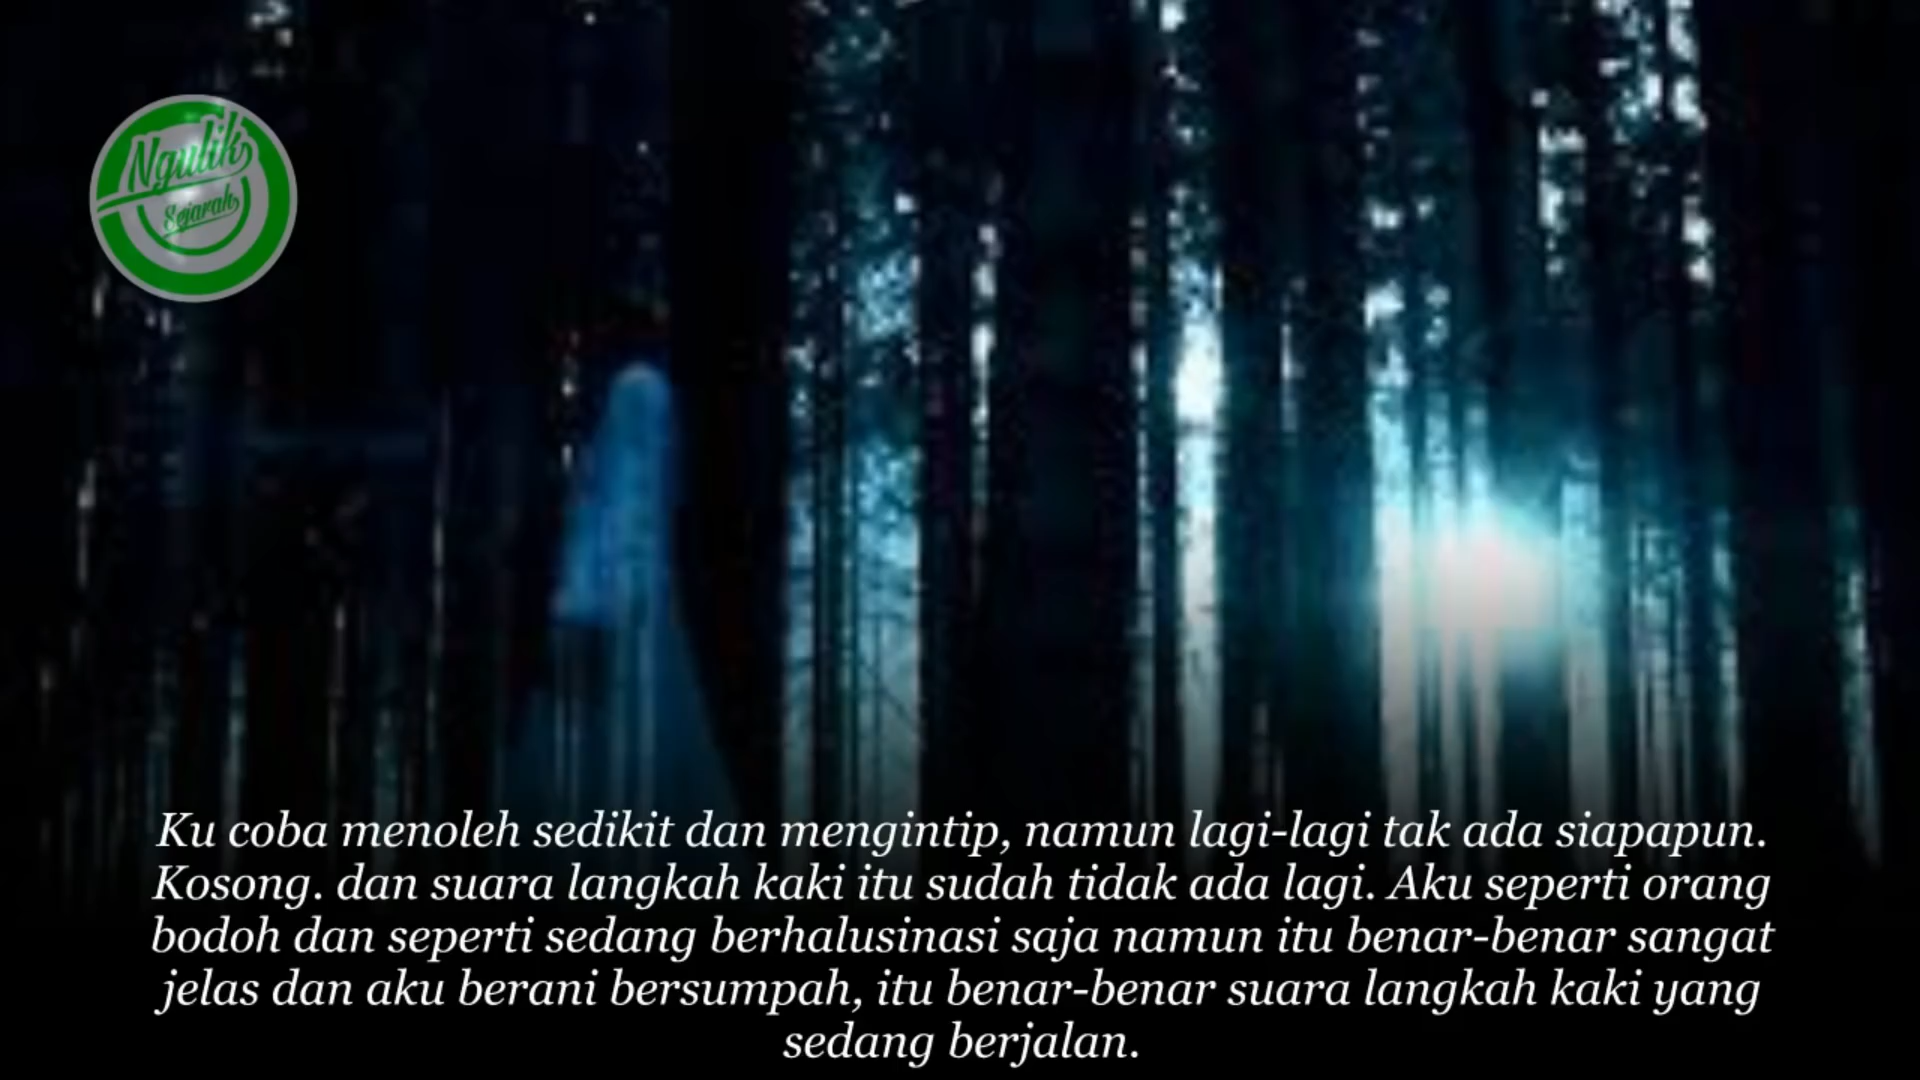 Ngulik
Sejarah
Ku coba menoleh sedikit dan mengintip, namun lagi-lagi tak ada siapapun.
Kosong. dan suara langkah kaki itu sudah tidak ada lagi. Aku seperti orang
bodoh dan seperti sedang berhalusinasi saja namun itu benar-benar sangat
jelas dan aku berani bersumpah, itu benar-benar suara langkah kaki yang
sedang berjalan.